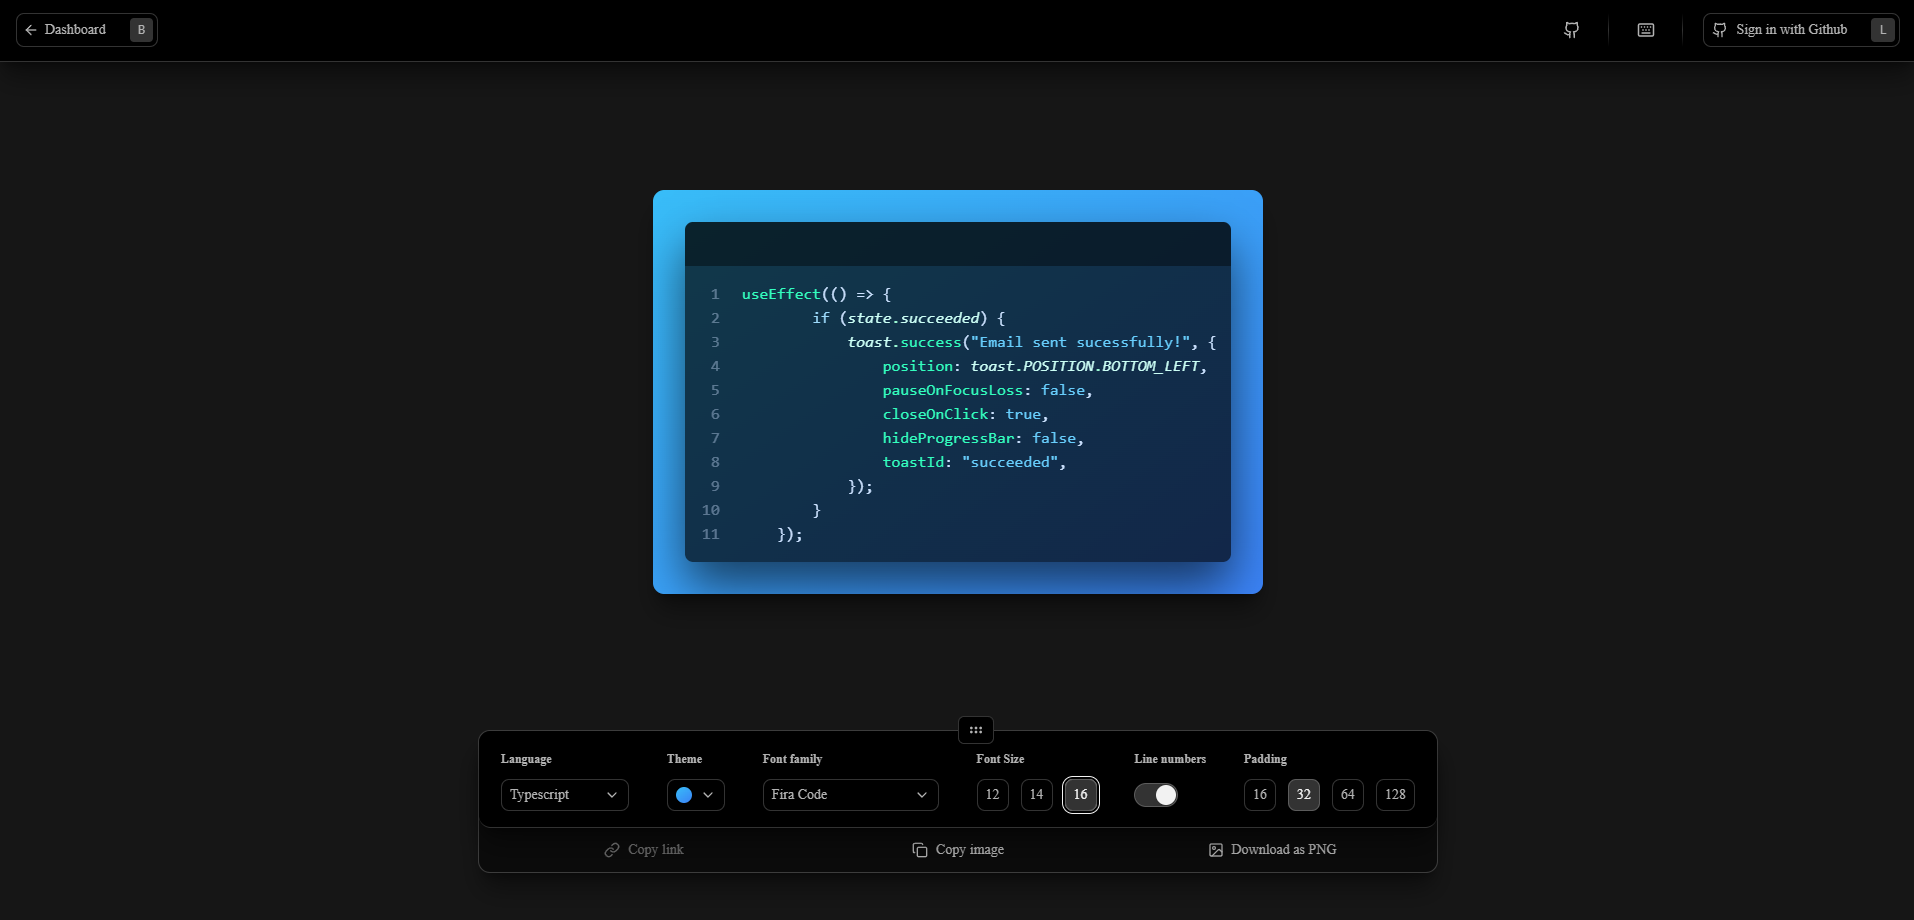 Dashboard B
Sign in with Github L
1 useEffect(() => {
2 if (state.succeeded) {
3 toast.success("Email sent sucessfully!", {
4 position: toast.POSITION.BOTTOM_LEFT,
5 pauseOnFocusLoss: false,
6 closeOnClick: true,
7 hideProgressBar: false,
8 toastId: "succeeded",
9 });
10 }
11 });
Language Theme Font family Font Size Line numbers Padding
Typescript Fira Code 12 14 16 16 32 64 128
Copy link Copy image Download as PNG